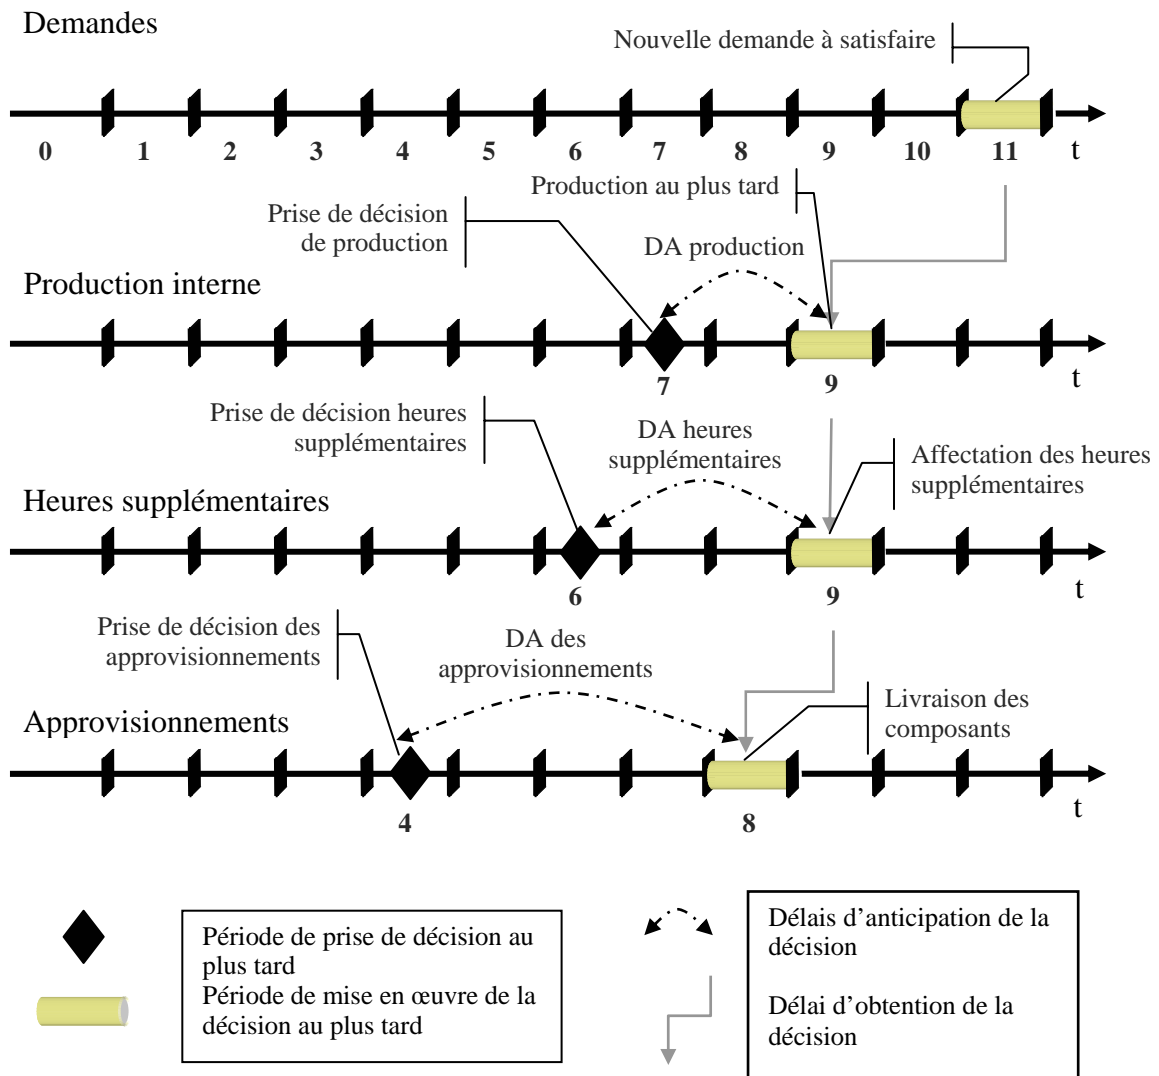 Demandes
Nouvelle demande à satisfaire
0 1 2 3 4 5 6 7 8 9 10 11 t
Production au plus tard
Prise de décision
de production
DA production
Production interne
7 9 t
Prise de décision heures
supplémentaires
DA heures
supplémentaires
Affectation des heures
supplémentaires
Heures supplémentaires
6 9 t
Prise de décision des
approvisionnements
DA des
approvisionnements
Livraison des
composants
Approvisionnements
4 8 t
Période de prise de décision au
plus tard
Période de mise en œuvre de la
décision au plus tard
Délais d’anticipation de la
décision
Délai d’obtention de la
décision